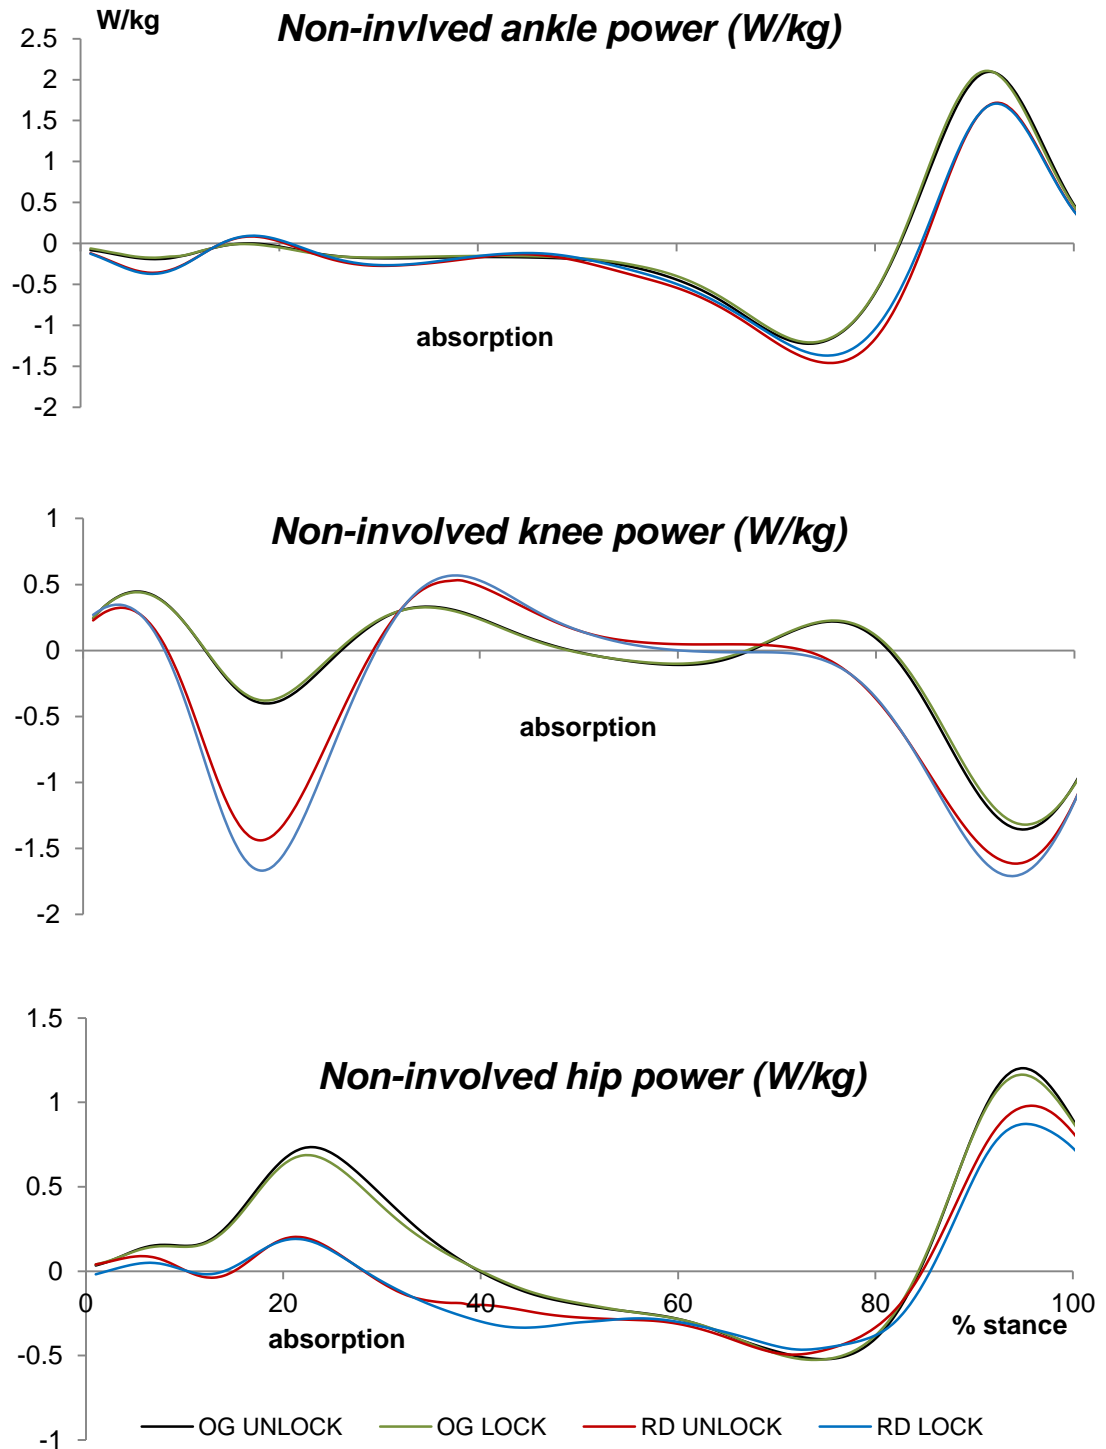 W/kg
Non-invlved ankle power (W/kg)
2.5
2
1.5
1
0.5
0
-0.5
-1
-1.5
-2
absorption
Non-involved knee power (W/kg)
1
0.5
0
-0.5
-1
-1.5
-2
absorption
Non-involved hip power (W/kg)
1.5
1
0.5
0
-0.5
-1
0 20 40 60 80 100
absorption
% stance
OG UNLOCK OG LOCK RD UNLOCK RD LOCK